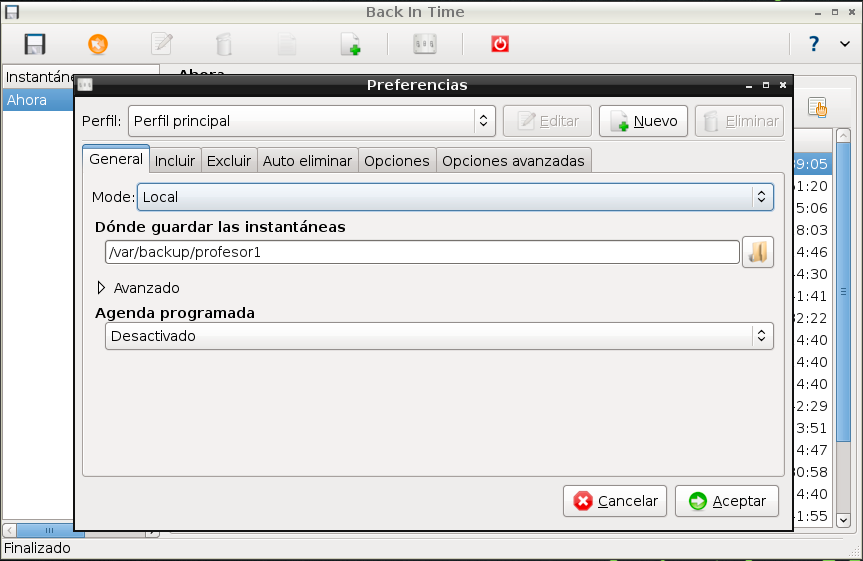 Back In Time
?
Instantáne
Ahora
Ahora
Preferencias
Perfil: Perfil principal Editar Nuevo Eliminar
General Incluir Excluir Auto eliminar Opciones Opciones avanzadas
Mode: Local
Dónde guardar las instantáneas
/var/backup/profesor1
Avanzado
Agenda programada
Desactivado
Cancelar Aceptar
39:05
51:20
5:06
8:03
4:46
44:30
41:41
32:22
4:40
4:40
4:40
42:29
3:51
4:47
30:58
4:40
1:55
Finalizado